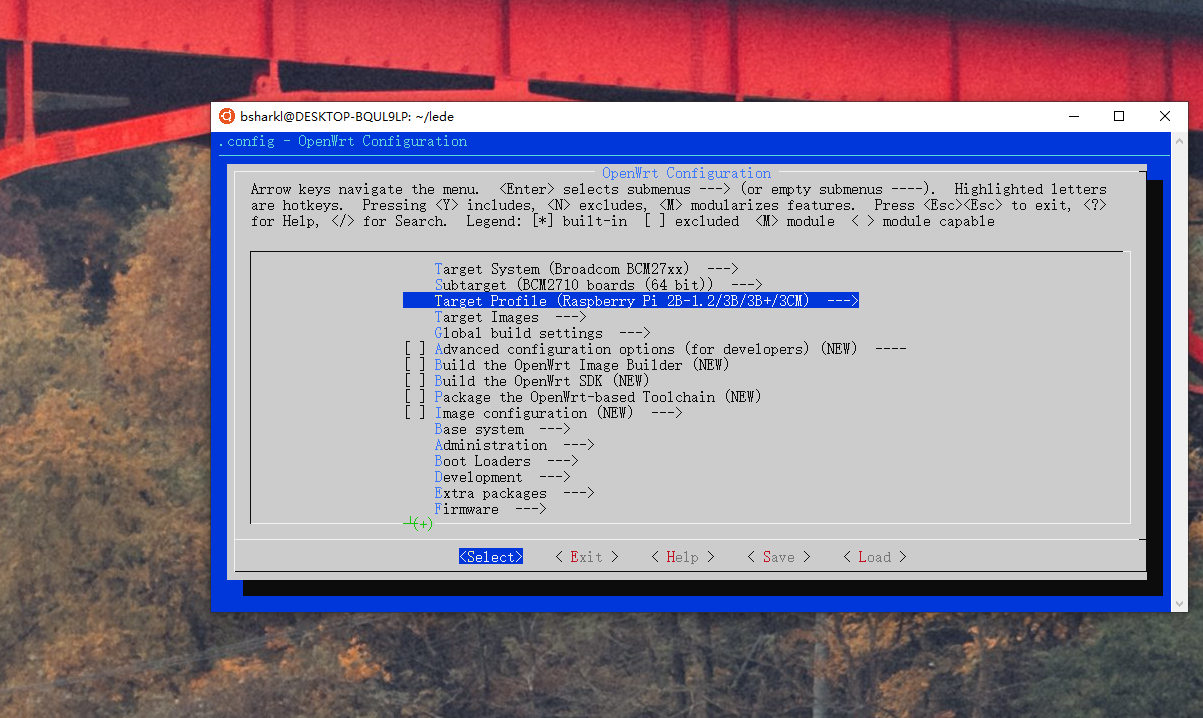 bsharkl@DESKTOP-BQUL9LP: ~/lede
.config - OpenWrt Configuration
OpenWrt Configuration
Arrow keys navigate the menu.  <Enter> selects submenus ---> (or empty submenus ----).  Highlighted letters
are hotkeys.  Pressing <Y> includes, <N> excludes, <M> modularizes features.  Press <Esc><Esc> to exit, <?>
for Help, </> for Search.  Legend: [*] built-in  [ ] excluded  <M> module  < > module capable
Target System (Broadcom BCM27xx)  --->
Subtarget (BCM2710 boards (64 bit))  --->
Target Profile (Raspberry Pi 2B-1.2/3B/3B+/3CM)  --->
Target Images  --->
Global build settings  --->
[ ] Advanced configuration options (for developers) (NEW)  ----
[ ] Build the OpenWrt Image Builder (NEW)
[ ] Build the OpenWrt SDK (NEW)
[ ] Package the OpenWrt-based Toolchain (NEW)
[ ] Image configuration (NEW)  --->
Base system  --->
Administration  --->
Boot Loaders  --->
Development  --->
Extra packages  --->
Firmware  --->
(+)
<Select>    < Exit >    < Help >    < Save >    < Load >